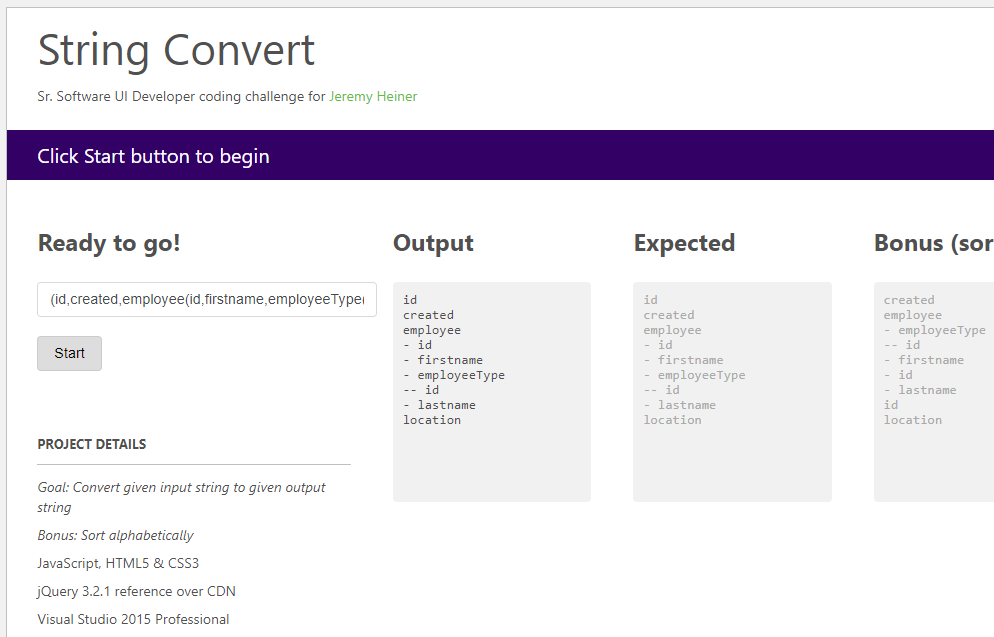 String Convert
Sr. Software UI Developer coding challenge for Jeremy Heiner
Click Start button to begin
Ready to go!
(id,created,employee(id,firstname,employeeType(
Start
PROJECT DETAILS
Goal: Convert given input string to given output
string
Bonus: Sort alphabetically
JavaScript, HTML5 & CSS3
jQuery 3.2.1 reference over CDN
Visual Studio 2015 Professional
Output
id
created
employee
- id
- firstname
- employeeType
-- id
- lastname
location
Expected
id
created
employee
- id
- firstname
- employeeType
-- id
- lastname
location
Bonus (sor
created
employee
- employeeType
-- id
- firstname
- id
- lastname
id
location